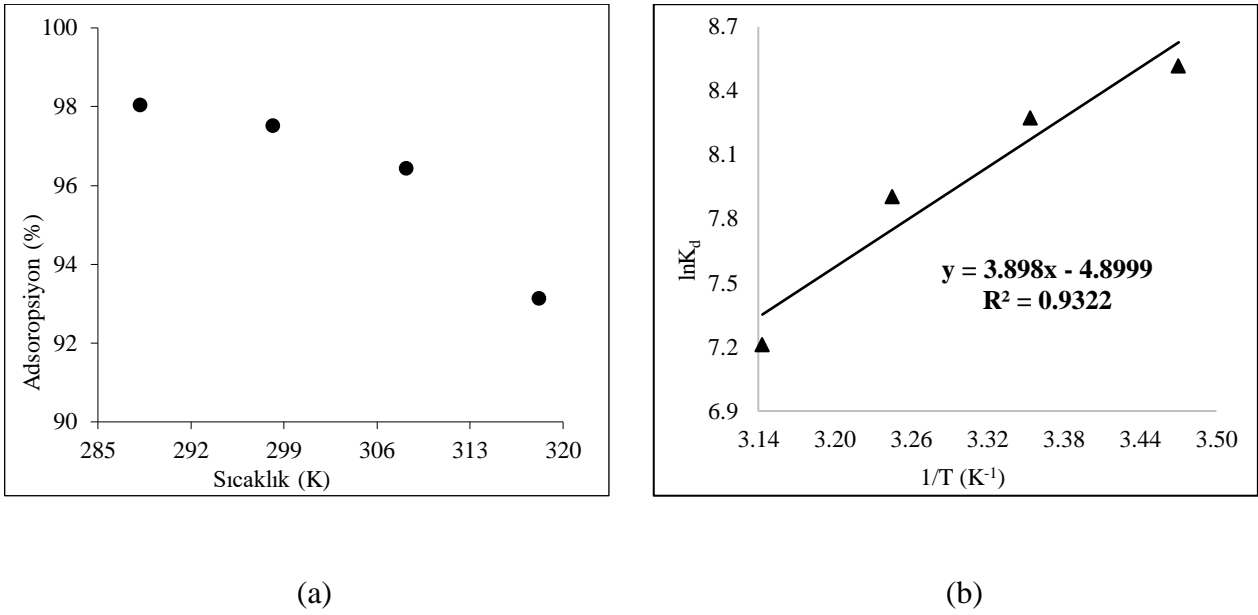 100
98
96
94
92
90
285 292 299 306 313 320
Adsoropsiyon (%)
Sıcaklık (K)
(a)
8.7
8.4
8.1
7.8
7.5
7.2
6.9
3.14 3.20 3.26 3.32 3.38 3.44 3.50
lnKd
1/T (K-1)
y = 3.898x - 4.8999
R² = 0.9322
(b)